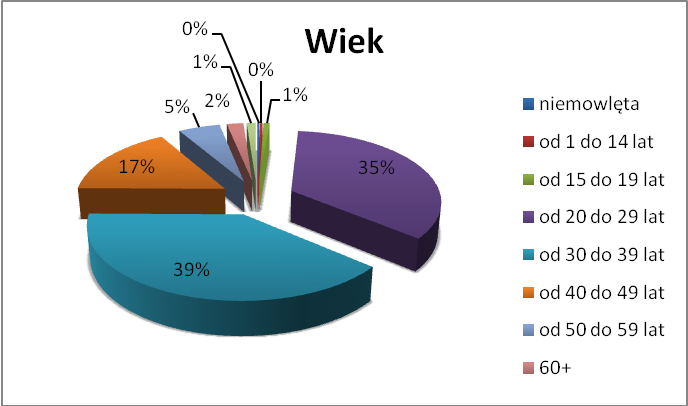 Wiek
0%
1%
0%
1%
5%
2%
35%
17%
39%
niemowlęta
od 1 do 14 lat
od 15 do 19 lat
od 20 do 29 lat
od 30 do 39 lat
od 40 do 49 lat
od 50 do 59 lat
60+